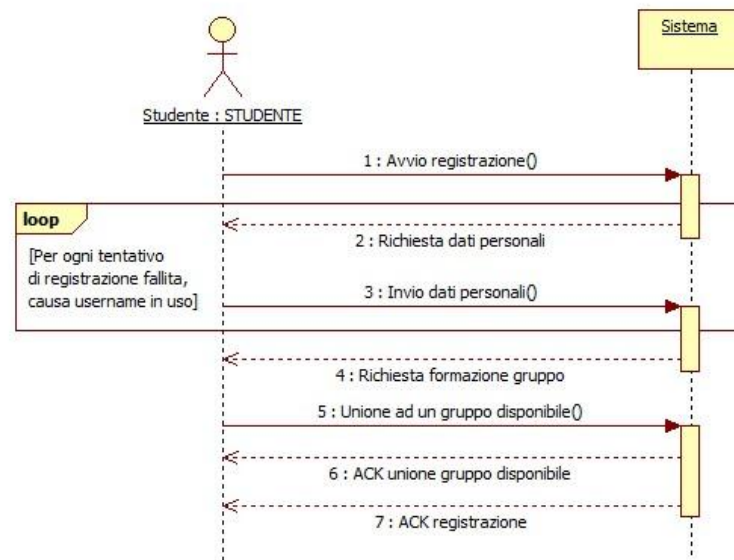 Sistema
Studente : STUDENTE
1 : Avvio registrazione()
loop
2 : Richiesta dati personali
[Per ogni tentativo
di registrazione fallita,
causa username in uso]
3 : Invio dati personali()
4 : Richiesta formazione gruppo
5 : Unione ad un gruppo disponibile()
6 : ACK unione gruppo disponibile
7 : ACK registrazione